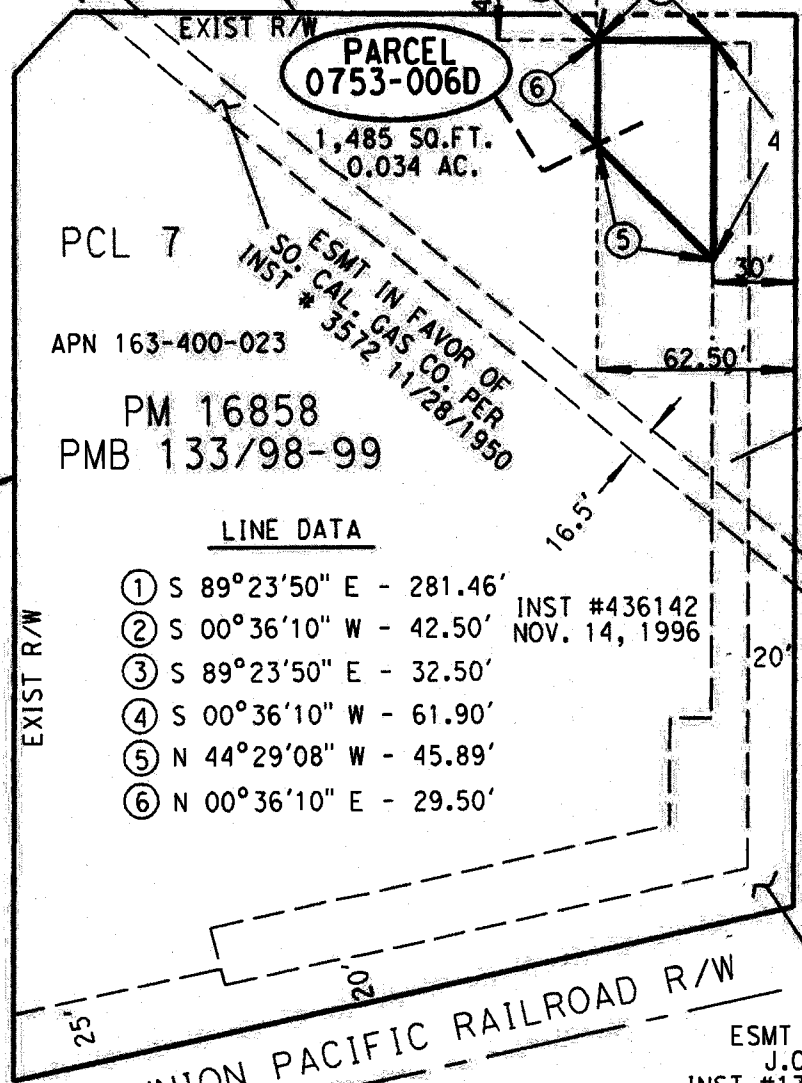 EXIST R/W
PARCEL
0753-006D
1,485 SQ.FT.
0.034 AC.
6
4
5
30'
62.50'
PCL 7
ESMT IN FAVOR OF
SO. CAL. GAS CO. PER
INST # 3572 11/28/1950
APN 163-400-023
PM 16858
PMB 133/98-99
16.5'
LINE DATA
1 S 89°23'50" E - 281.46'
2 S 00°36'10" W - 42.50'
3 S 89°23'50" E - 32.50'
4 S 00°36'10" W - 61.90'
5 N 44°29'08" W - 45.89'
6 N 00°36'10" E - 29.50'
INST #436142
NOV. 14, 1996
20'
EXIST R/W
25'
20'
UNION PACIFIC RAILROAD R/W
ESMT